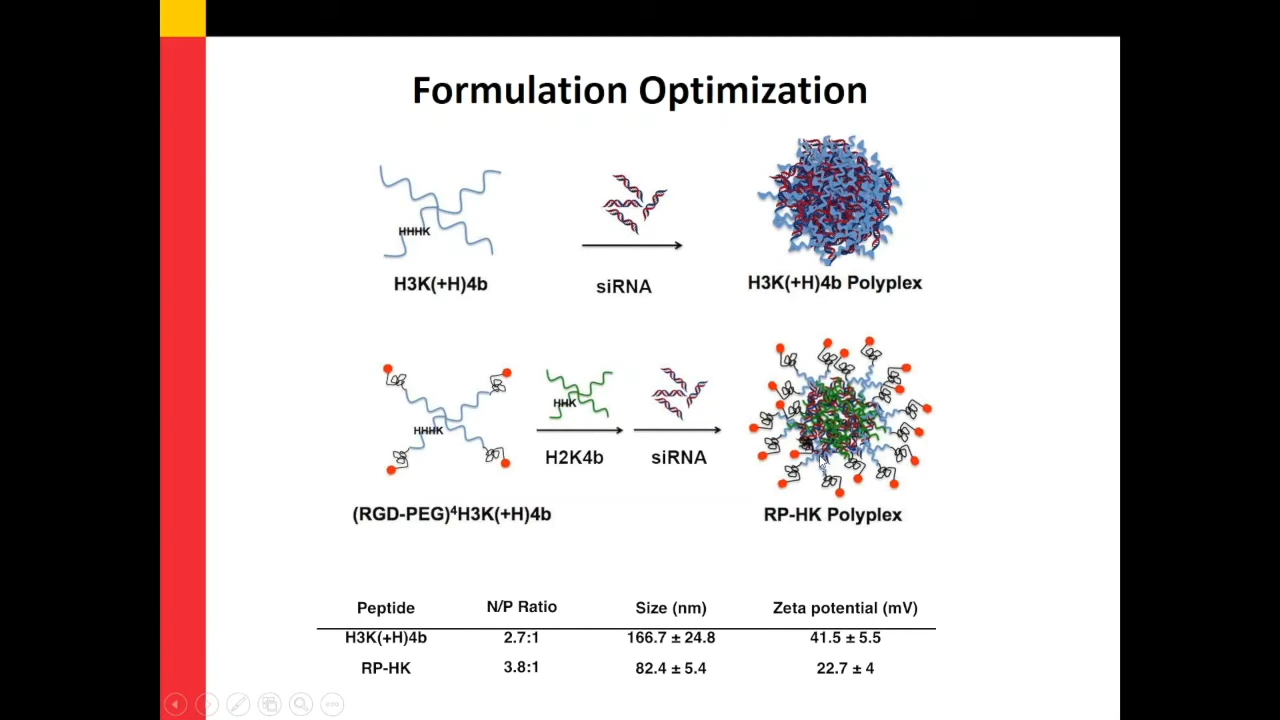 Formulation Optimization
HHHK
H3K(+H)4b
siRNA
H3K(+H)4b Polyplex
HHHK
HHK
H2K4b
siRNA
(RGD-PEG)⁴H3K(+H)4b
RP-HK Polyplex
Peptide N/P Ratio Size (nm) Zeta potential (mV)
H3K(+H)4b 2.7:1 166.7 ± 24.8 41.5 ± 5.5
RP-HK 3.8:1 82.4 ± 5.4 22.7 ± 4